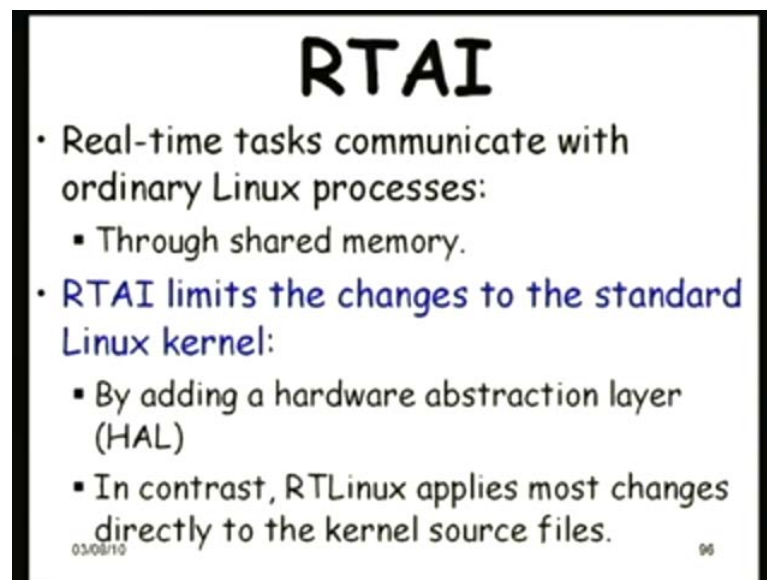 RTAI
• Real-time tasks communicate with
ordinary Linux processes:
▪ Through shared memory.
• RTAI limits the changes to the standard
Linux kernel:
▪ By adding a hardware abstraction layer
(HAL)
▪ In contrast, RTLinux applies most changes
directly to the kernel source files.
03/08/10
96